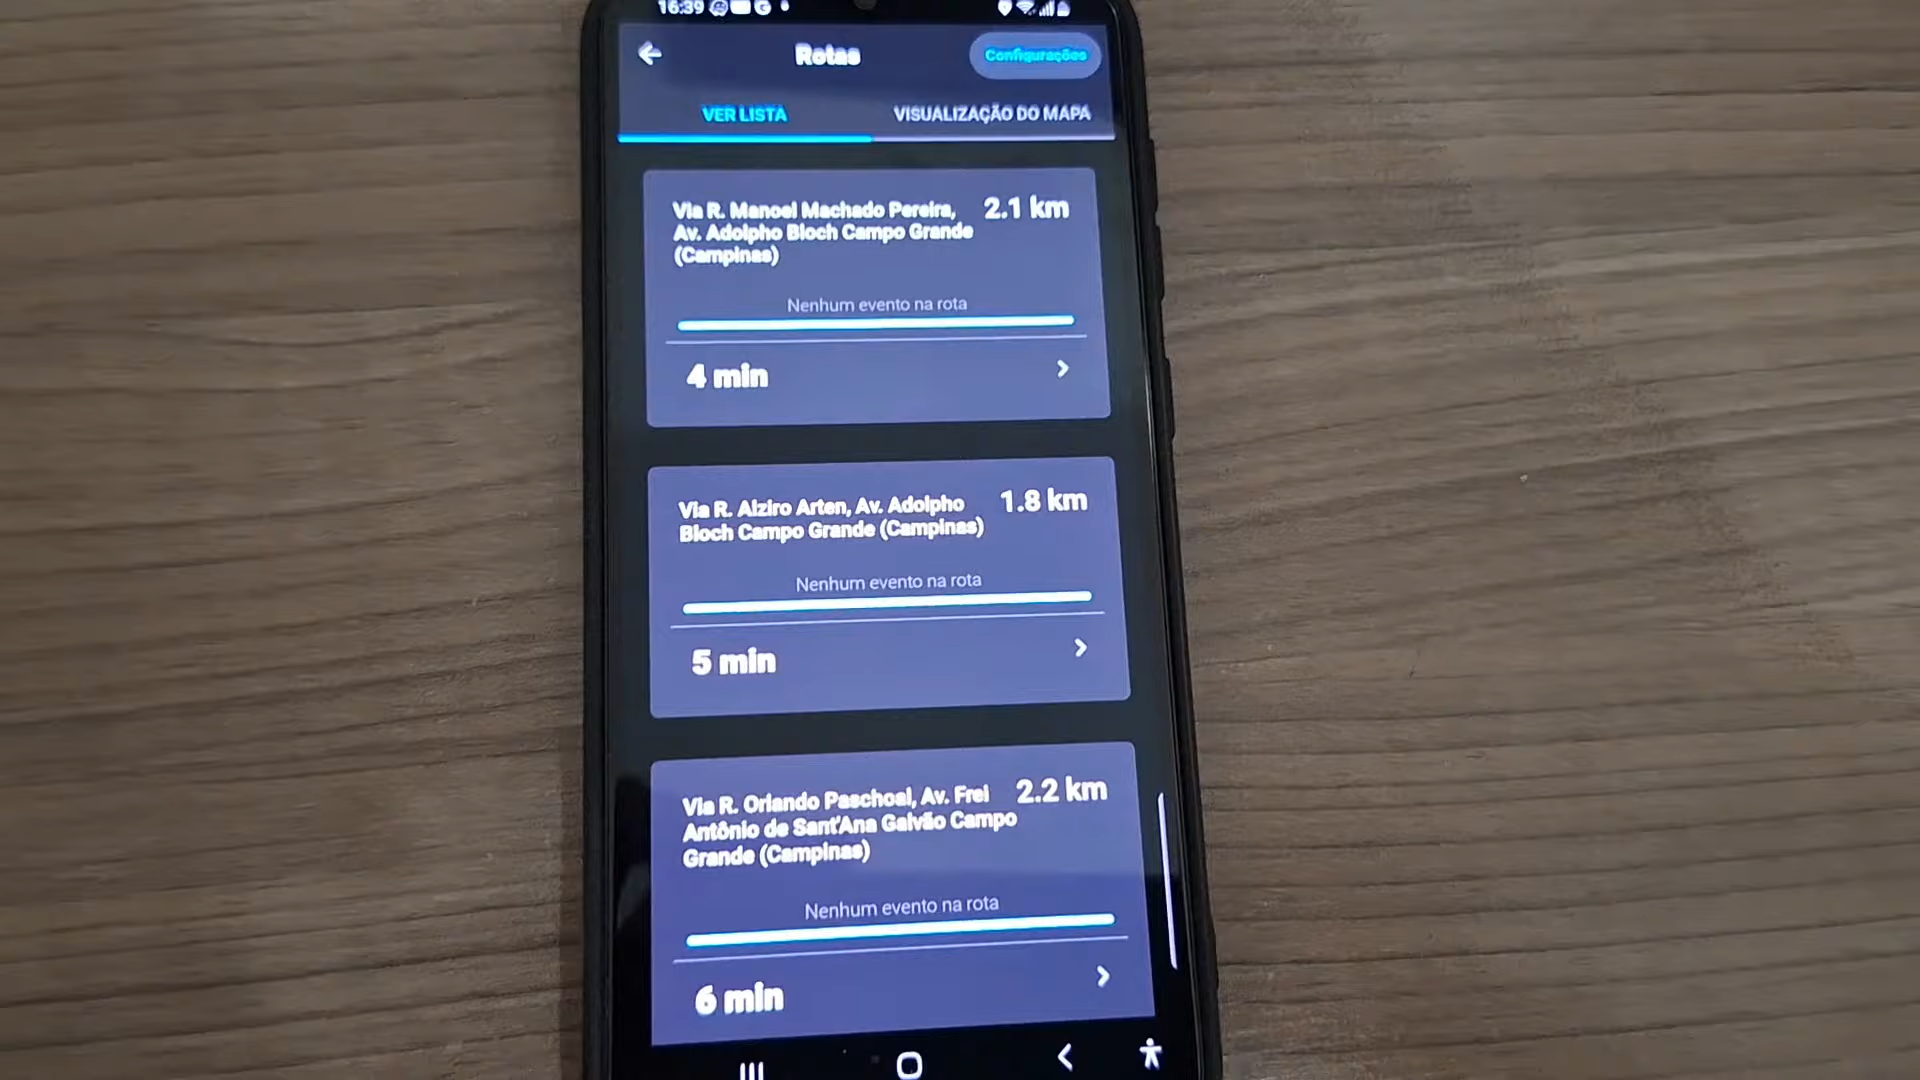 16:39
Rotas
Configurações
VER LISTA
VISUALIZAÇÃO DO MAPA
Via R. Manoel Machado Pereira,
Av. Adolpho Bloch Campo Grande
(Campinas)
2.1 km
Nenhum evento na rota
4 min
Via R. Alziro Arten, Av. Adolpho
Bloch Campo Grande (Campinas)
1.8 km
Nenhum evento na rota
5 min
Via R. Orlando Paschoal, Av. Frei
Antônio de Sant'Ana Galvão Campo
Grande (Campinas)
2.2 km
Nenhum evento na rota
6 min